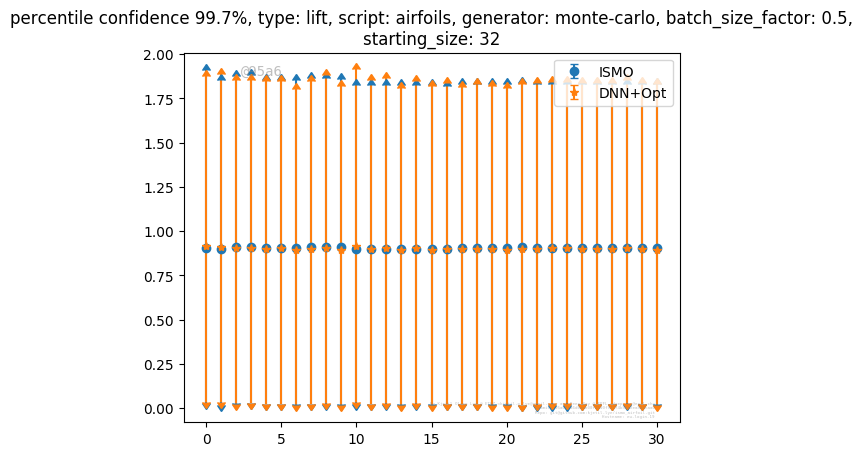 percentile confidence 99.7%, type: lift, script: airfoils, generator: monte-carlo, batch_size_factor: 0.5,
starting_size: 32
2.00
1.75
1.50
1.25
1.00
0.75
0.50
0.25
0.00
ISMO
DNN+Opt
0 5 10 15 20 25 30